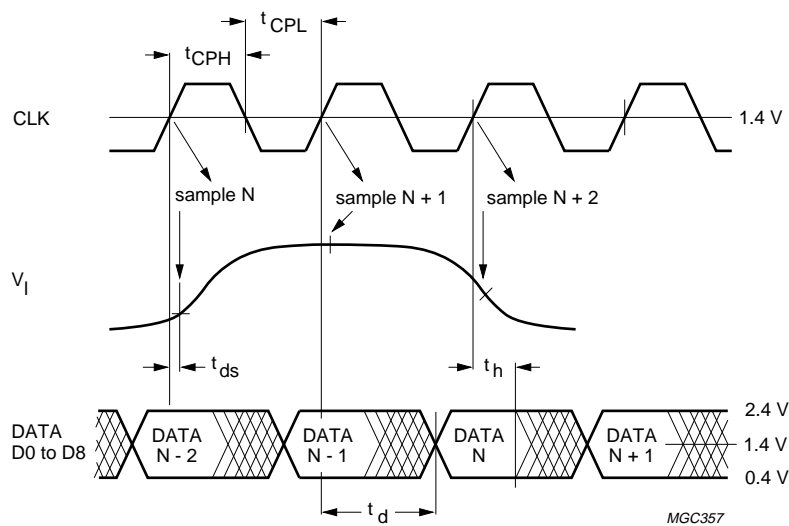 t CPL
t CPH
CLK
1.4 V
sample N
sample N + 1
sample N + 2
V I
t ds
t h
2.4 V
DATA
D0 to D8
DATA
N - 2
DATA
N - 1
DATA
N
DATA
N + 1
1.4 V
0.4 V
t d
MGC357